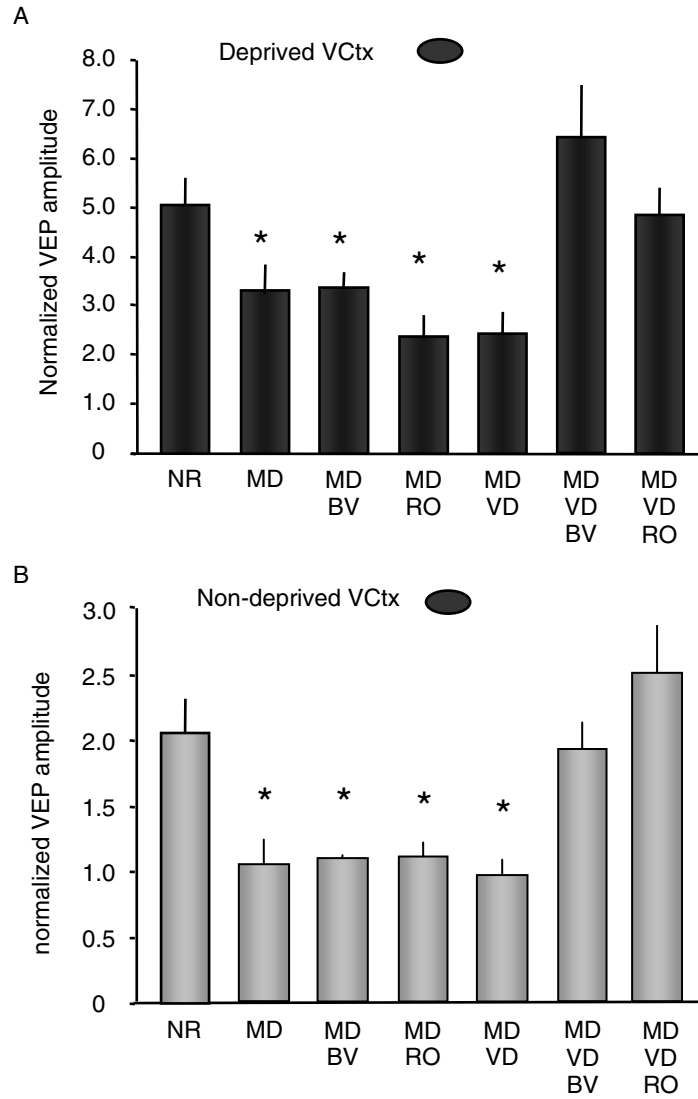 A
Deprived VCtx
8.0
7.0
6.0
5.0
4.0
3.0
2.0
1.0
0
Normalized VEP amplitude
* * * *
NR MD MD MD MD MD MD
BV RO VD VD VD
BV RO
B
Non-deprived VCtx
3.0
2.5
2.0
1.5
1.0
0.5
0
normalized VEP amplitude
* * * *
NR MD MD MD MD MD MD
BV RO VD VD VD
BV RO